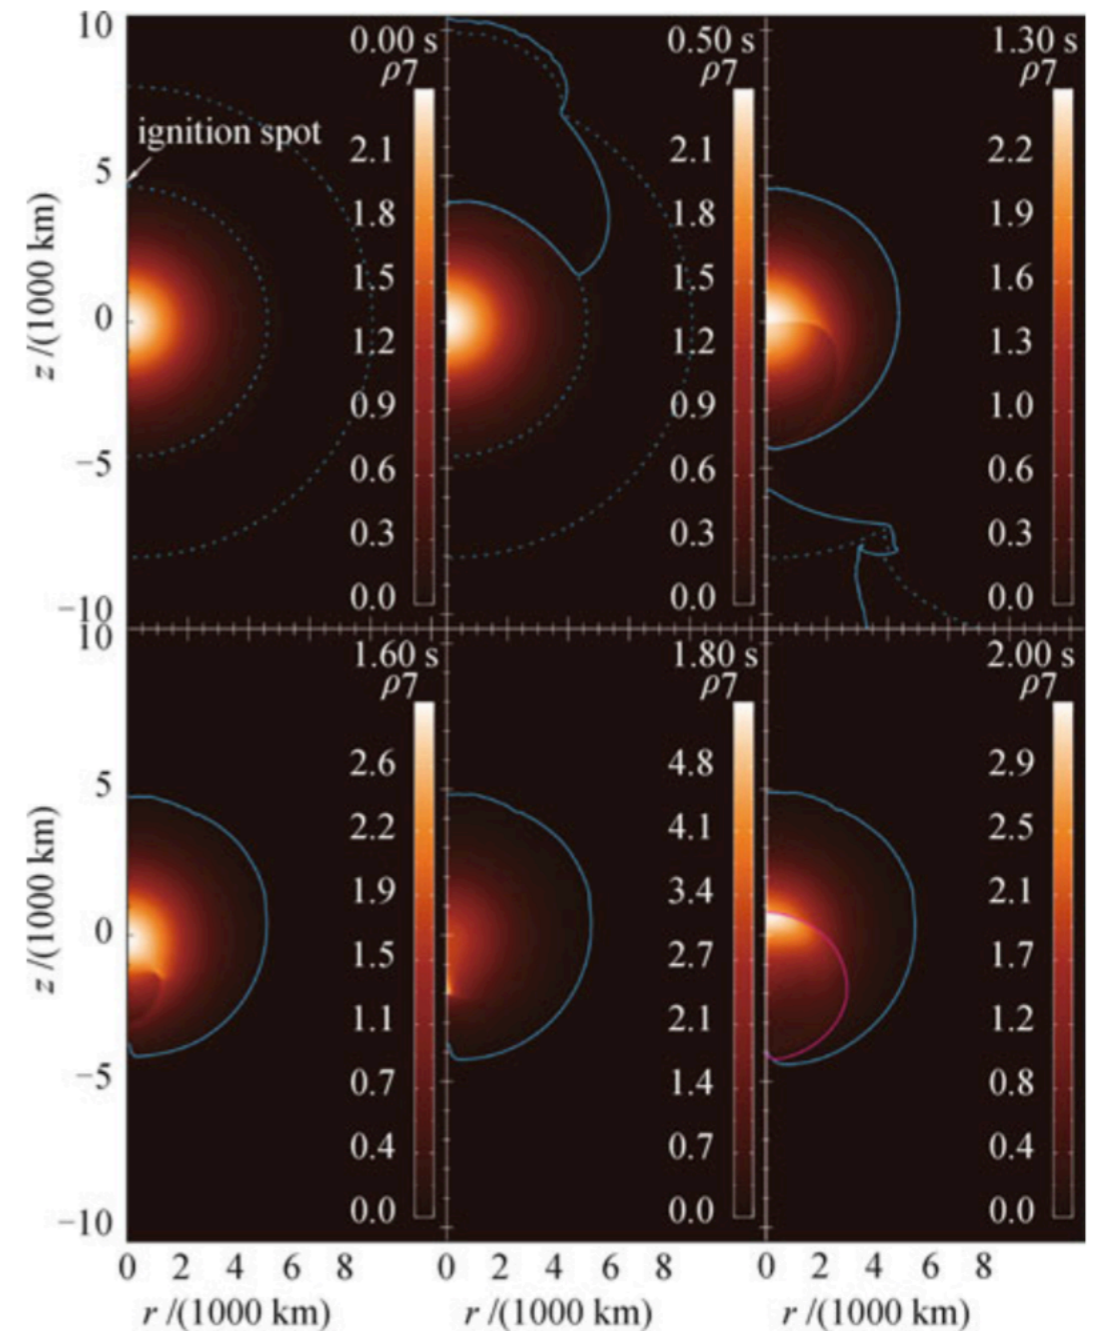 10
5
0
−5
−10
z /(1000 km)
ignition spot
0.00 s
ρ7
2.1
1.8
1.5
1.2
0.9
0.6
0.3
0.0
0.50 s
ρ7
2.1
1.8
1.5
1.2
0.9
0.6
0.3
0.0
1.30 s
ρ7
2.2
1.9
1.6
1.3
1.0
0.6
0.3
0.0
10
5
0
−5
−10
z /(1000 km)
1.60 s
ρ7
2.6
2.2
1.9
1.5
1.1
0.7
0.4
0.0
1.80 s
ρ7
4.8
4.1
3.4
2.7
2.1
1.4
0.7
0.0
2.00 s
ρ7
2.9
2.5
2.1
1.7
1.2
0.8
0.4
0.0
0 2 4 6 8
0 2 4 6 8
0 2 4 6 8
r /(1000 km)
r /(1000 km)
r /(1000 km)